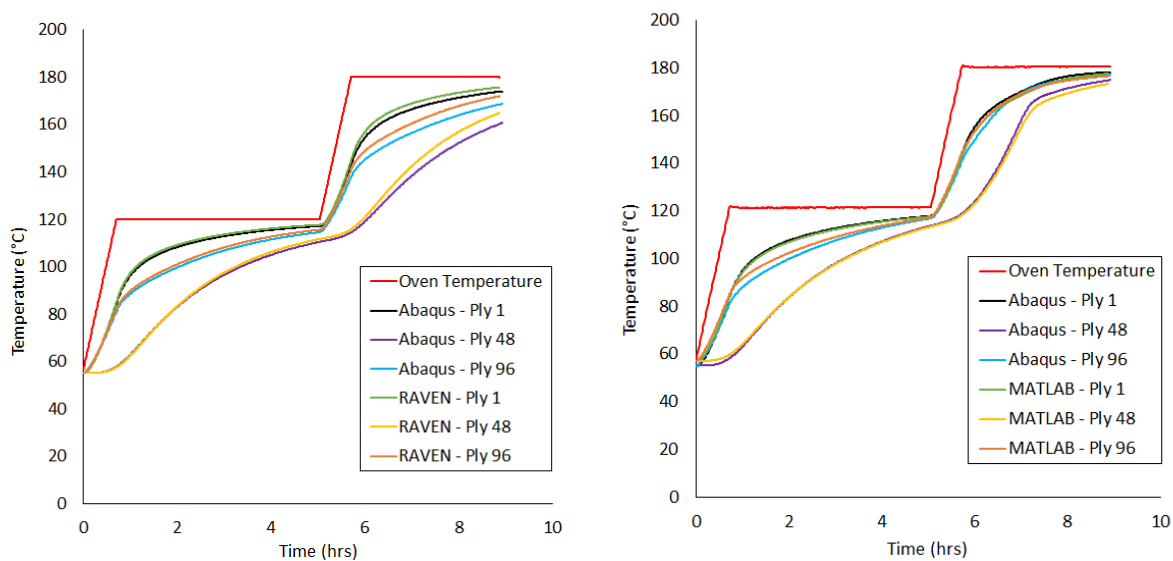 200
180
160
140
120
100
80
60
40
20
0
Temperature (°C)
0 2 4 6 8 10
Time (hrs)
Oven Temperature
Abaqus - Ply 1
Abaqus - Ply 48
Abaqus - Ply 96
RAVEN - Ply 1
RAVEN - Ply 48
RAVEN - Ply 96
200
180
160
140
120
100
80
60
40
20
0
Temperature (°C)
0 2 4 6 8 10
Time (hrs)
Oven Temperature
Abaqus - Ply 1
Abaqus - Ply 48
Abaqus - Ply 96
MATLAB - Ply 1
MATLAB - Ply 48
MATLAB - Ply 96